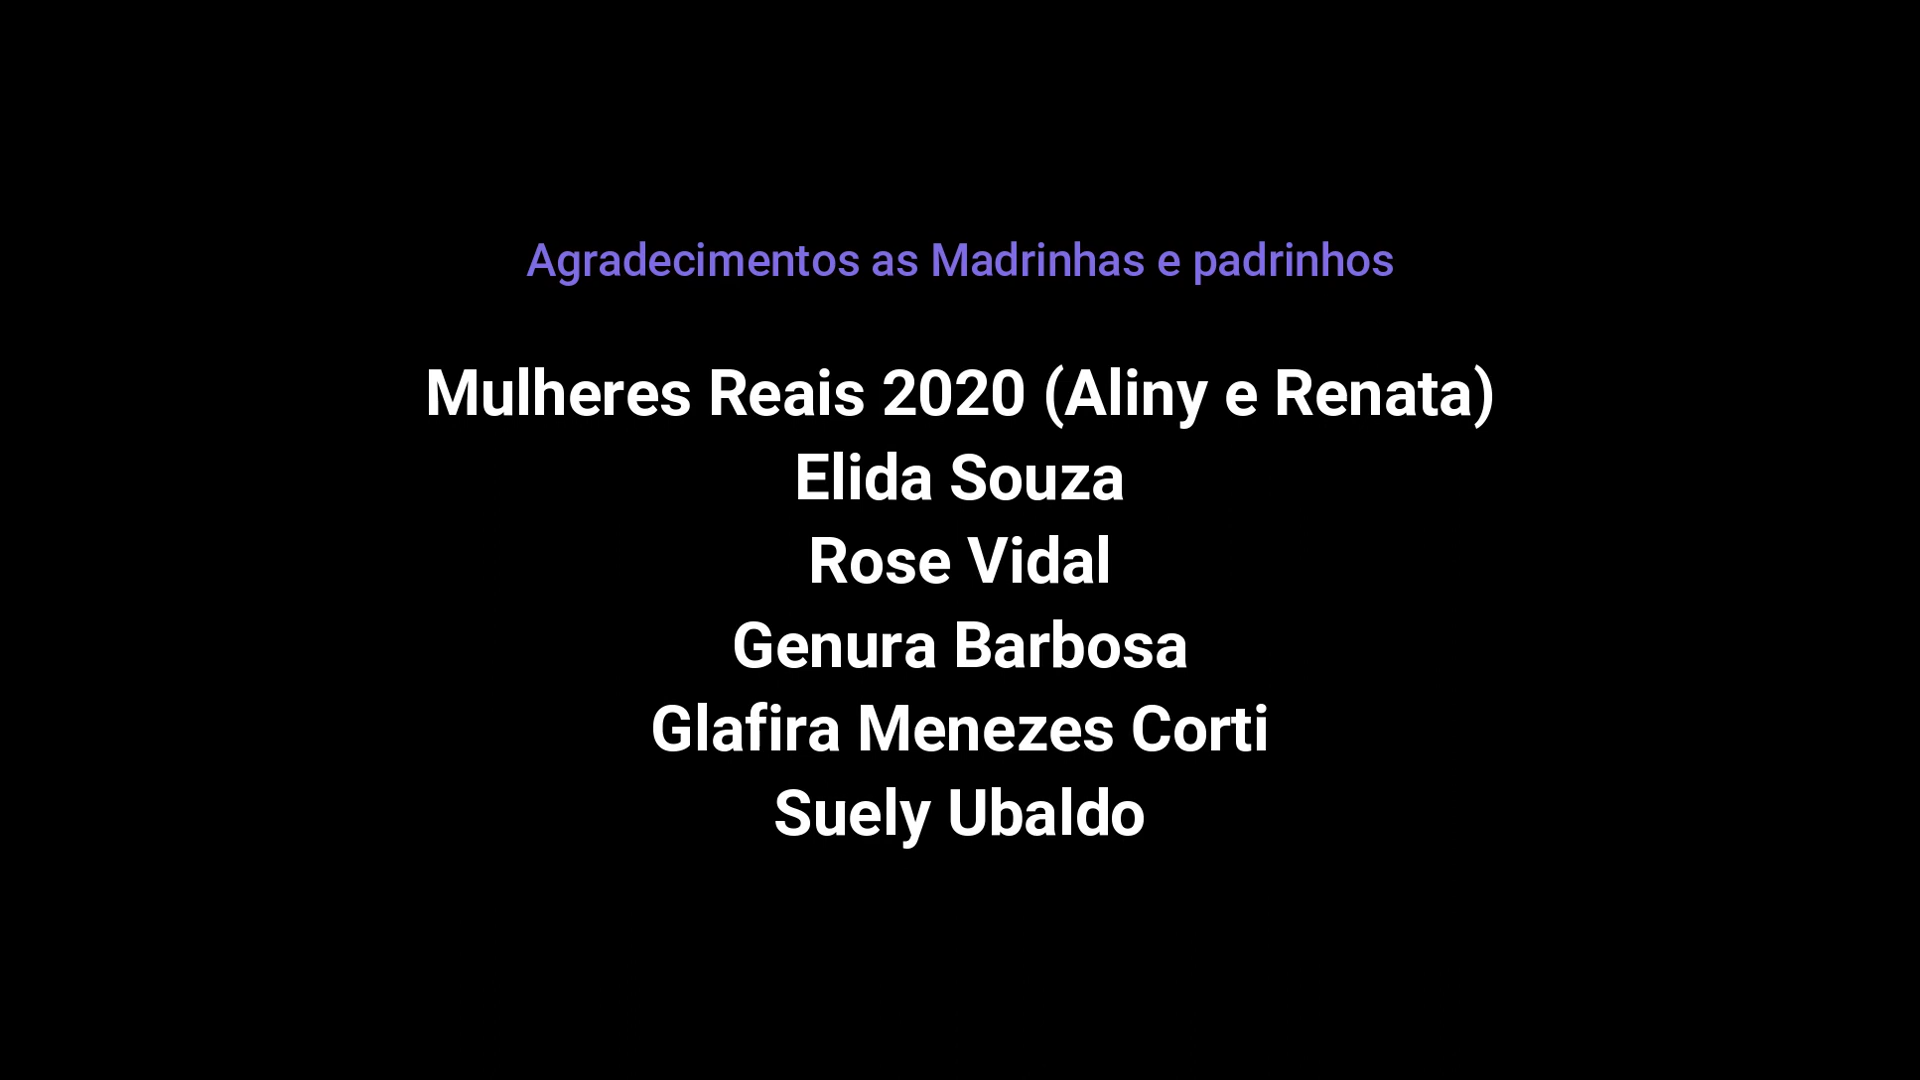 Agradecimentos as Madrinhas e padrinhos
Mulheres Reais 2020 (Aliny e Renata)
Elida Souza
Rose Vidal
Genura Barbosa
Glafira Menezes Corti
Suely Ubaldo